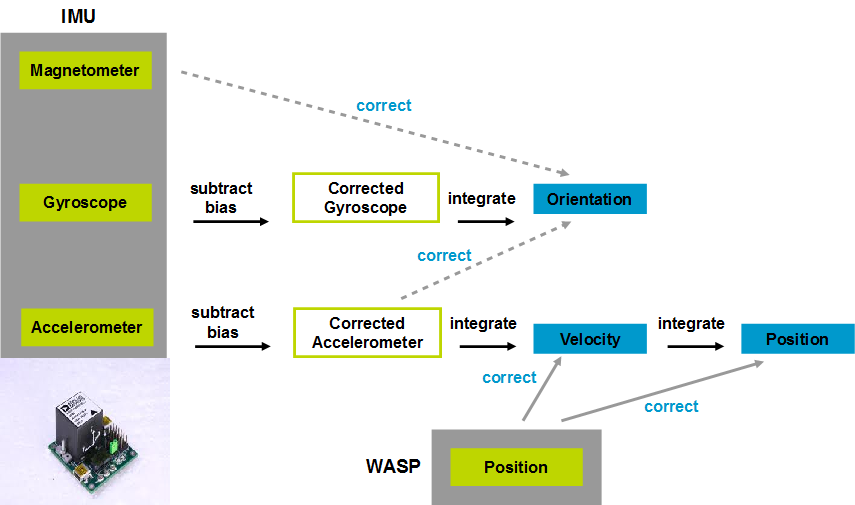 IMU
Magnetometer
correct
Gyroscope
subtract
bias
Corrected
Gyroscope
integrate
Orientation
correct
Accelerometer
subtract
bias
Corrected
Accelerometer
integrate
Velocity
integrate
Position
correct
correct
WASP
Position